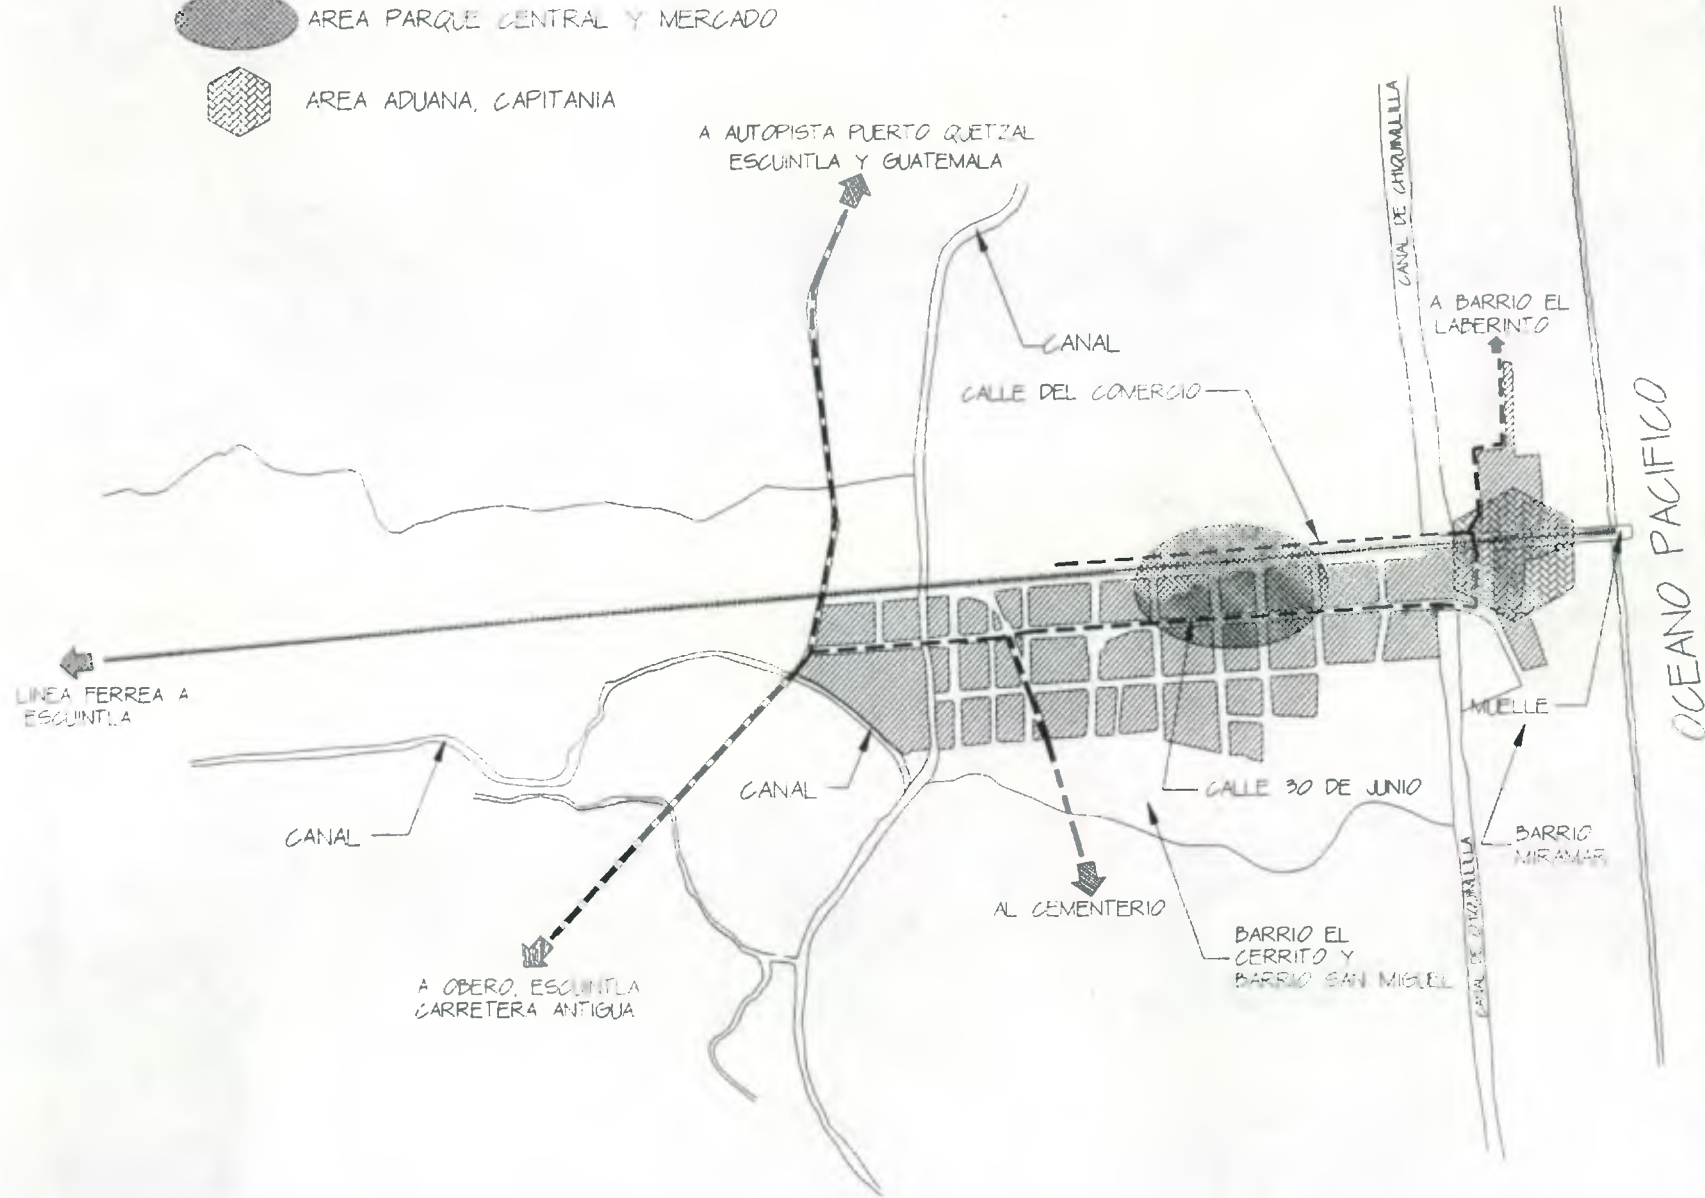 AREA PARQUE CENTRAL Y MERCADO
AREA ADUANA, CAPITANIA
A AUTOPISTA PUERTO QUETZAL
ESCUINTLA Y GUATEMALA
CANAL DE CHIQUIMULILLA
A BARRIO EL
LABERINTO
CANAL
CALLE DEL COMERCIO
OCEANO PACIFICO
LINEA FERREA A
ESCUINTLA
MUELLE
CANAL
CALLE 30 DE JUNIO
CANAL
BARRIO
MIRAMAR
AL CEMENTERIO
BARRIO EL
CERRITO Y
BARRIO SAN MIGUEL
CANAL DE CHIQUIMULILLA
A OBERO, ESCUINTLA
CARRETERA ANTIGUA